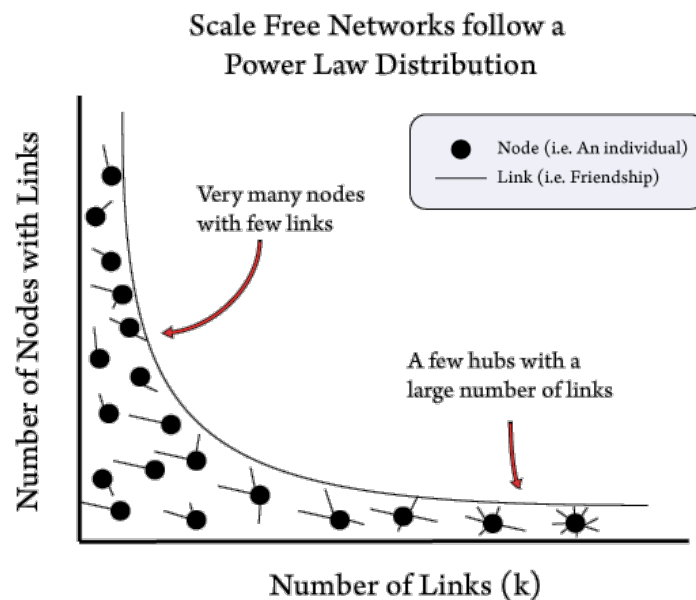 Scale Free Networks follow a
Power Law Distribution
Node (i.e. An individual)
Link (i.e. Friendship)
Very many nodes
with few links
A few hubs with a
large number of links
Number of Nodes with Links
Number of Links (k)